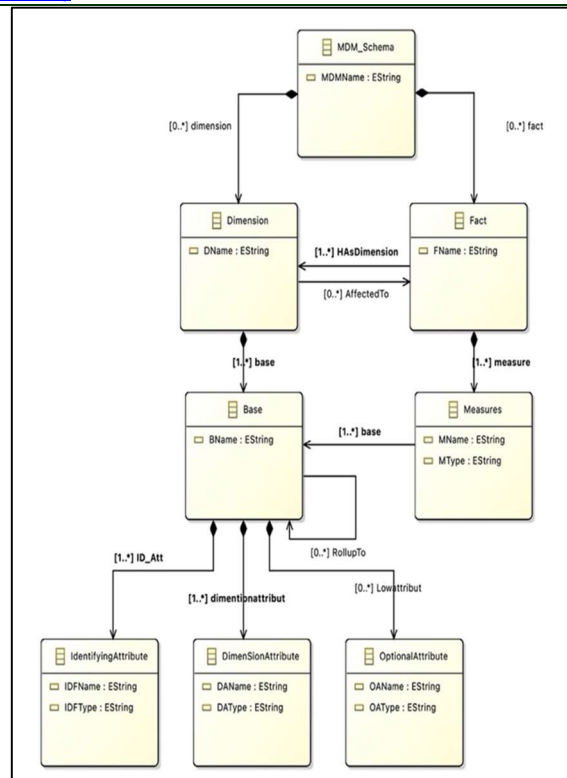 MDM_Schema
MDMName : EString
[0..*] dimension
[0..*] fact
Dimension
DName : EString
Fact
FName : EString
[1..*] HAsDimension
[0..*] AffectedTo
[1..*] base
[1..*] measure
Base
BName : EString
Measures
MName : EString
MType : EString
[1..*] base
[0..*] RollupTo
[1..*] ID_Att
[1..*] dimentionattribut
[0..*] Lowattribut
IdentifyingAttribute
IDFName : EString
IDFType : EString
DimenSionAttribute
DAName : EString
DAType : EString
OptionalAttribute
OAName : EString
OAType : EString